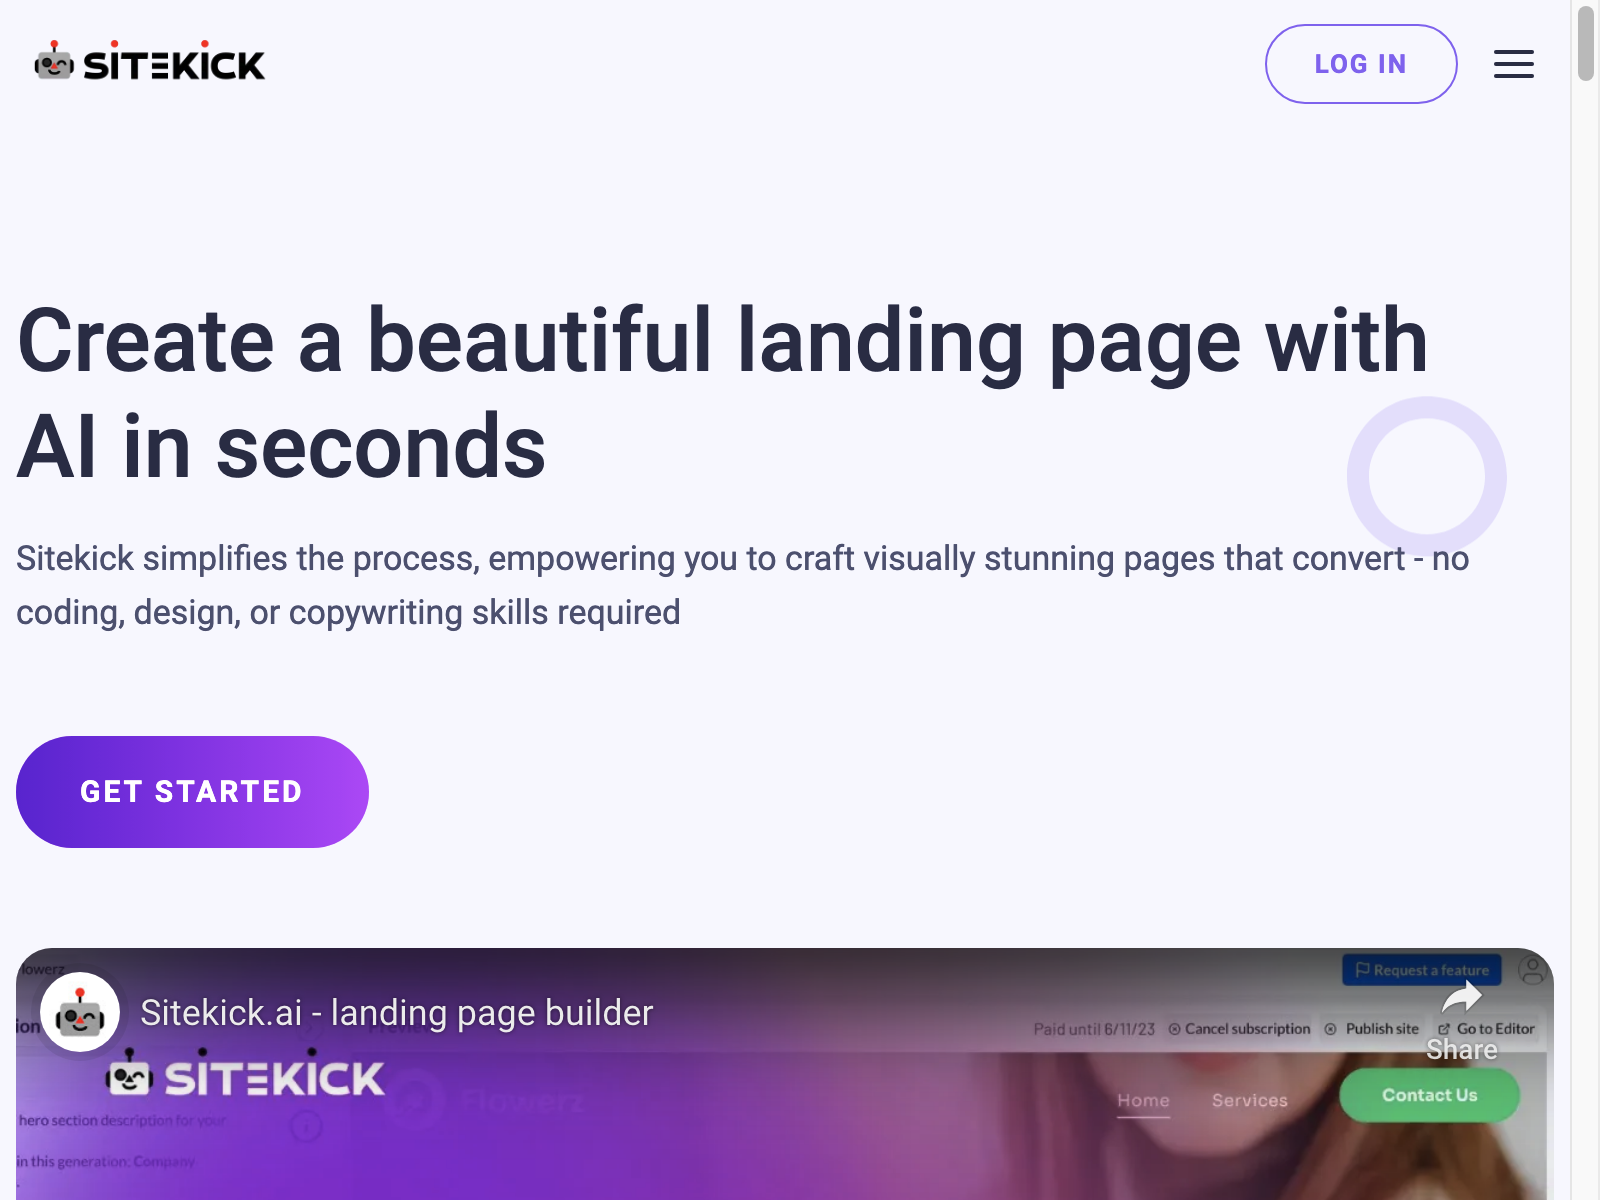 SITEKICK
LOG IN
Create a beautiful landing page with
AI in seconds
Sitekick simplifies the process, empowering you to craft visually stunning pages that convert - no
coding, design, or copywriting skills required
GET STARTED
lowerz
Request a feature
Sitekick.ai - landing page builder
ion
Paid until 6/11/23
Cancel subscription
Publish site
Go to Editor
Share
SITEKICK
Flowerz
Home
Services
Contact Us
hero section description for your
in this generation: Company